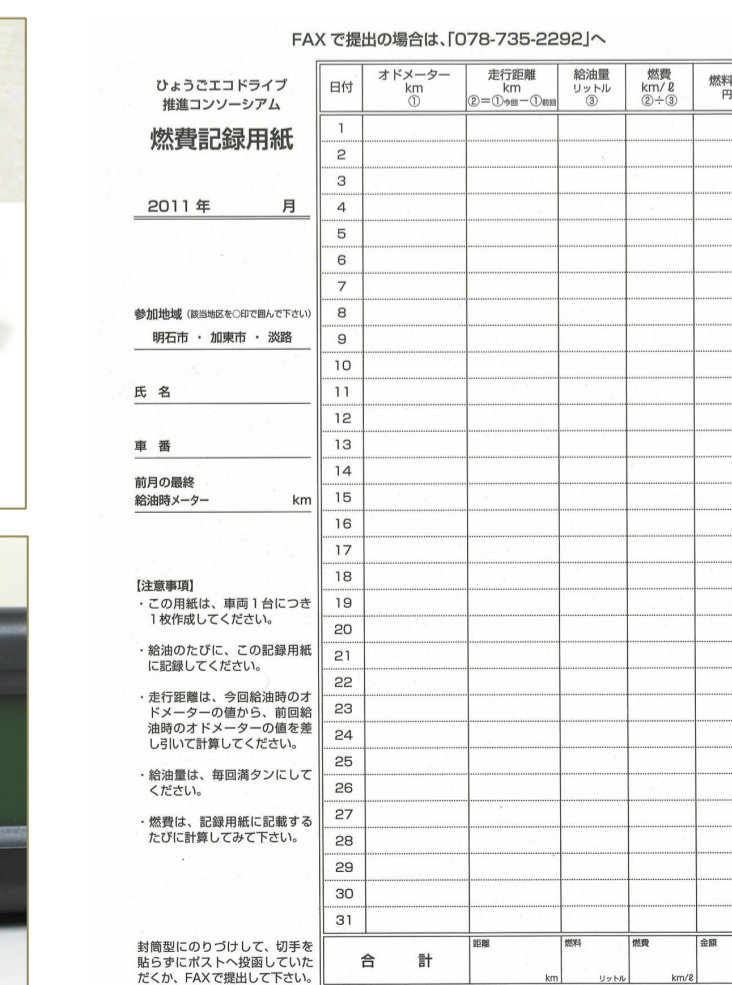 FAX で提出の場合は、「078-735-2292」へ
ひょうごエコドライブ
推進コンソーシアム
燃費記録用紙
2011 年 月
参加地域 (該当地区を○印で囲んで下さい)
明石市 ・ 加東市 ・ 淡路
氏 名
車 番
前月の最終
給油時メーター km
【注意事項】
・この用紙は、車両1台につき
1枚作成してください。
・給油のたびに、この記録用紙
に記録してください。
・走行距離は、今回給油時のオ
ドメーターの値から、前回給
油時のオドメーターの値を差
し引いて計算してください。
・給油量は、毎回満タンにして
ください。
・燃費は、記録用紙に記載する
たびに計算してみて下さい。
封筒型にのりづけして、切手を
貼らずにポストへ投函していた
だくか、FAXで提出して下さい。
日付 オドメーター km ① 走行距離 km ②=①今回-①前回 給油量 リットル ③ 燃費 km/ℓ ②÷③ 燃料 円
1
2
3
4
5
6
7
8
9
10
11
12
13
14
15
16
17
18
19
20
21
22
23
24
25
26
27
28
29
30
31
合 計 距離 km 燃料 リットル 燃費 km/ℓ 金額